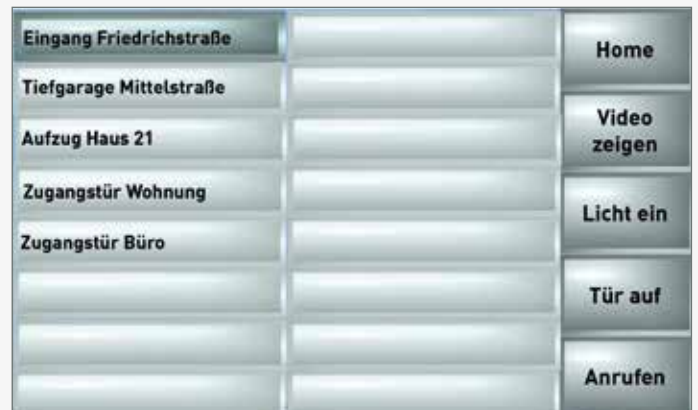 Eingang Friedrichstraße
Tiefgarage Mittelstraße
Aufzug Haus 21
Zugangstür Wohnung
Zugangstür Büro
Home
Video
zeigen
Licht ein
Tür auf
Anrufen